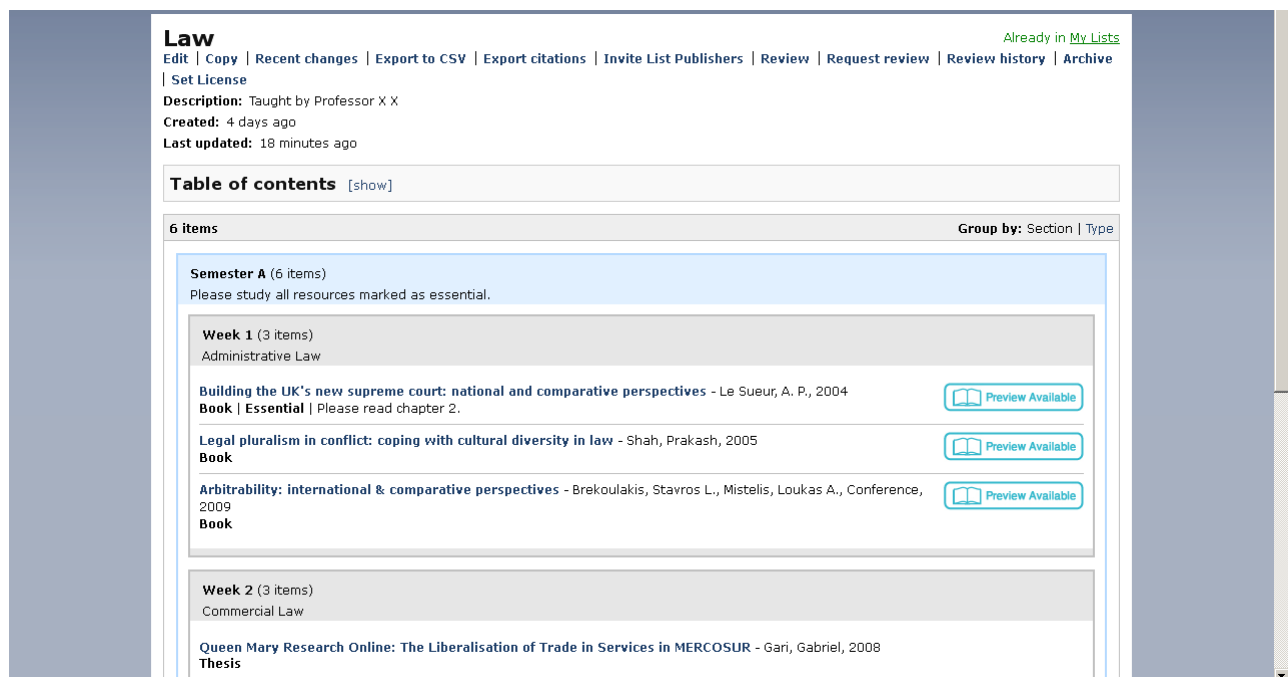 Law
Already in My Lists
Edit | Copy | Recent changes | Export to CSV | Export citations | Invite List Publishers | Review | Request review | Review history | Archive
| Set License
Description: Taught by Professor X X
Created: 4 days ago
Last updated: 18 minutes ago
Table of contents [show]
6 items
Group by: Section | Type
Semester A (6 items)
Please study all resources marked as essential.
Week 1 (3 items)
Administrative Law
Building the UK's new supreme court: national and comparative perspectives - Le Sueur, A. P., 2004
Book | Essential | Please read chapter 2.
Preview Available
Legal pluralism in conflict: coping with cultural diversity in law - Shah, Prakash, 2005
Book
Preview Available
Arbitrability: international & comparative perspectives - Brekoulakis, Stavros L., Mistelis, Loukas A., Conference,
2009
Book
Preview Available
Week 2 (3 items)
Commercial Law
Queen Mary Research Online: The Liberalisation of Trade in Services in MERCOSUR - Gari, Gabriel, 2008
Thesis